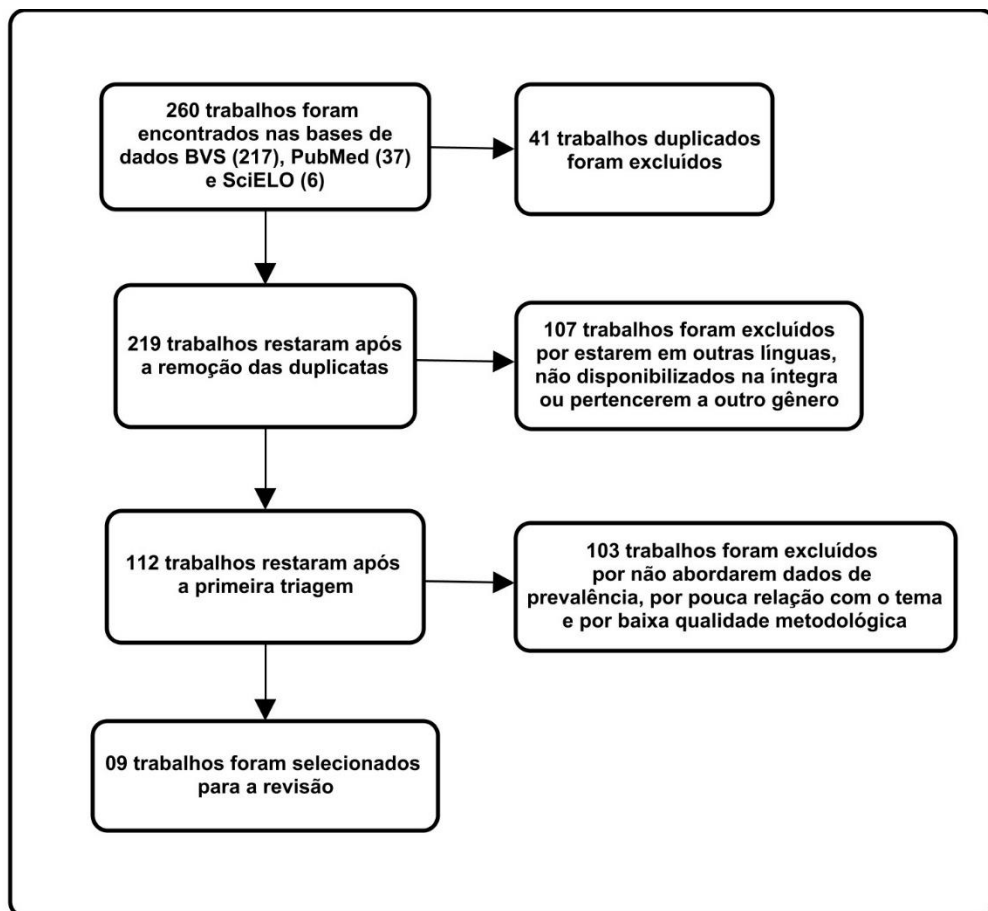 260 trabalhos foram
encontrados nas bases de
dados BVS (217), PubMed (37)
e SciELO (6)
41 trabalhos duplicados
foram excluídos
219 trabalhos restaram após
a remoção das duplicatas
107 trabalhos foram excluídos
por estarem em outras línguas,
não disponibilizados na íntegra
ou pertencerem a outro gênero
112 trabalhos restaram após
a primeira triagem
103 trabalhos foram excluídos
por não abordarem dados de
prevalência, por pouca relação com o tema
e por baixa qualidade metodológica
09 trabalhos foram selecionados
para a revisão